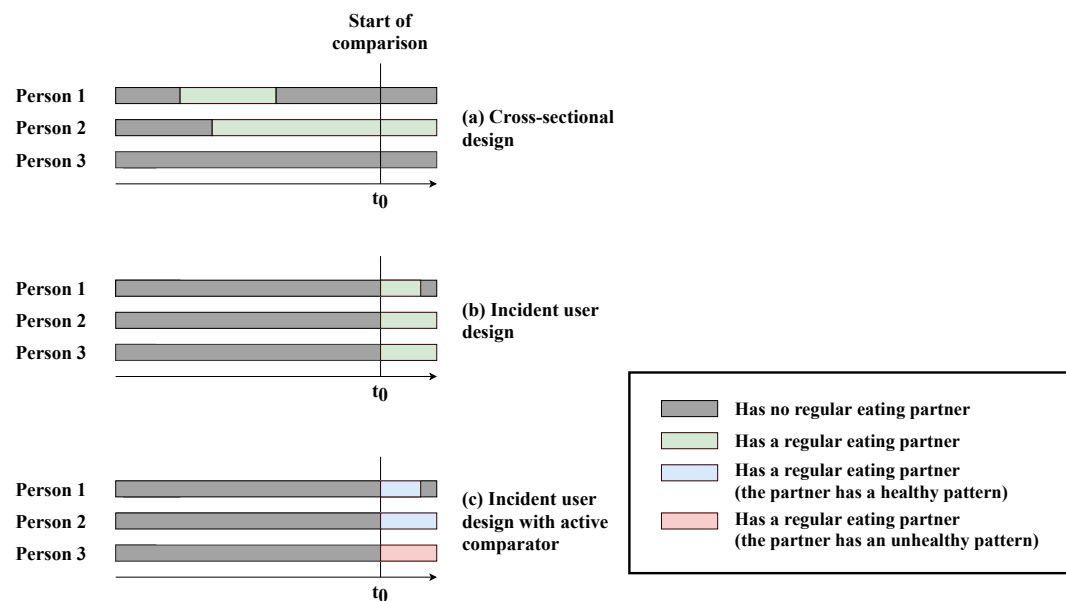 Start of
comparison
Person 1
Person 2
Person 3
(a) Cross-sectional
design
t0
Person 1
Person 2
Person 3
(b) Incident user
design
t0
Person 1
Person 2
Person 3
(c) Incident user
design with active
comparator
t0
Has no regular eating partner
Has a regular eating partner
Has a regular eating partner
(the partner has a healthy pattern)
Has a regular eating partner
(the partner has an unhealthy pattern)